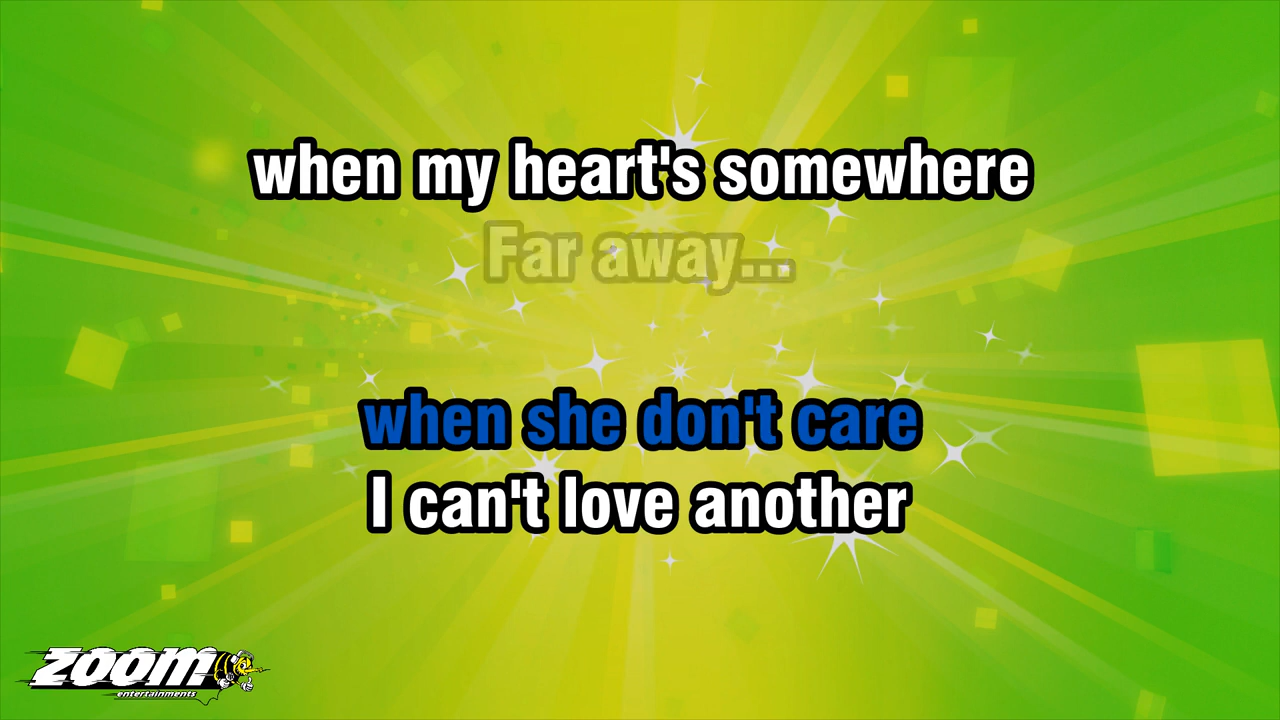 when my heart's somewhere
Far away...
when she don't care
I can't love another
zoom
entertainments